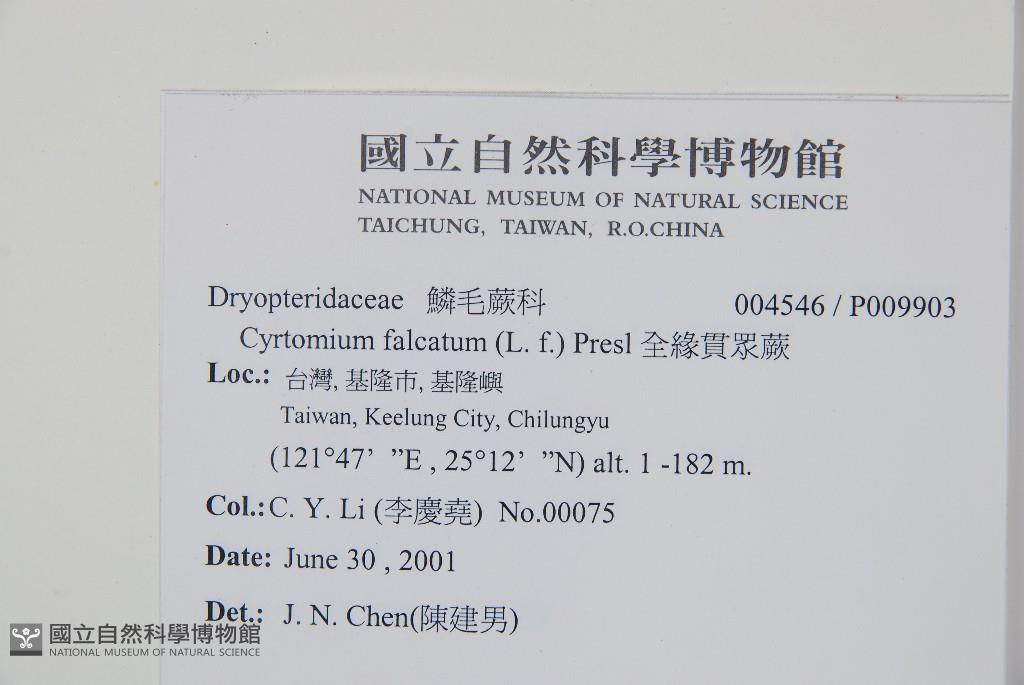 國立自然科學博物館
NATIONAL MUSEUM OF NATURAL SCIENCE
TAICHUNG, TAIWAN, R.O.CHINA
Dryopteridaceae 鱗毛蕨科 004546 / P009903
Cyrtomium falcatum (L. f.) Presl 全緣貫眾蕨
Loc.: 台灣, 基隆市, 基隆嶼
Taiwan, Keelung City, Chilungyu
(121°47’ ”E , 25°12’ ”N) alt. 1 -182 m.
Col.:C. Y. Li (李慶堯) No.00075
Date: June 30 , 2001
Det.: J. N. Chen(陳建男)
國立自然科學博物館
NATIONAL MUSEUM OF NATURAL SCIENCE